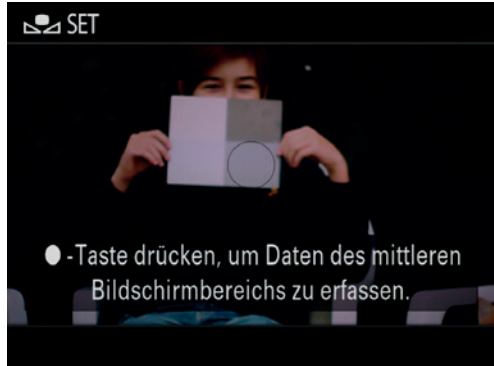 SET
-Taste drücken, um Daten des mittleren
Bildschirmbereichs zu erfassen.